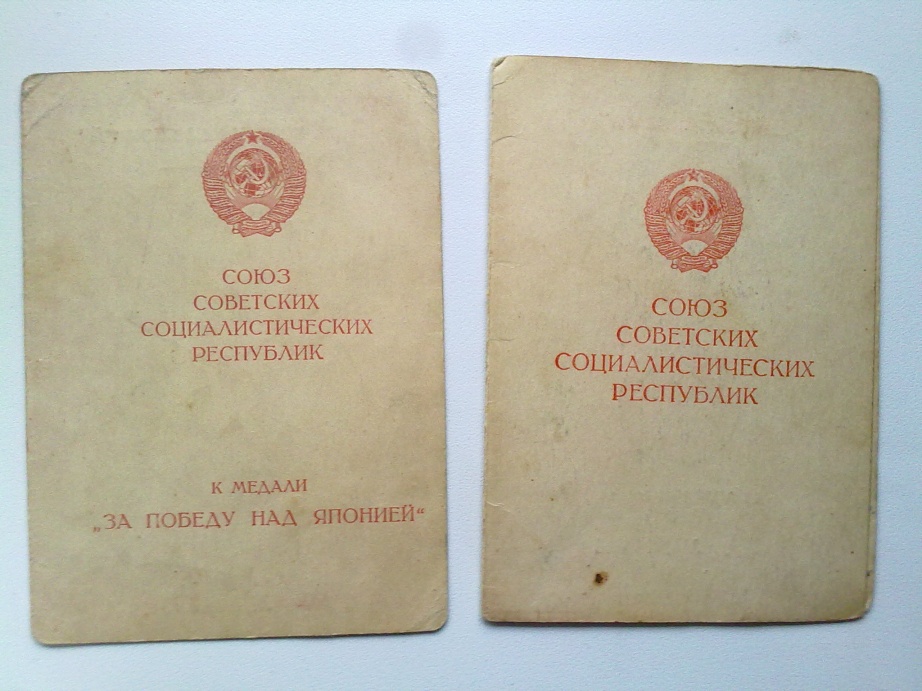 СОЮЗ
СОВЕТСКИХ
СОЦИАЛИСТИЧЕСКИХ
РЕСПУБЛИК
К МЕДАЛИ
„ЗА ПОБЕДУ НАД ЯПОНИЕЙ“
СОЮЗ
СОВЕТСКИХ
СОЦИАЛИСТИЧЕСКИХ
РЕСПУБЛИК